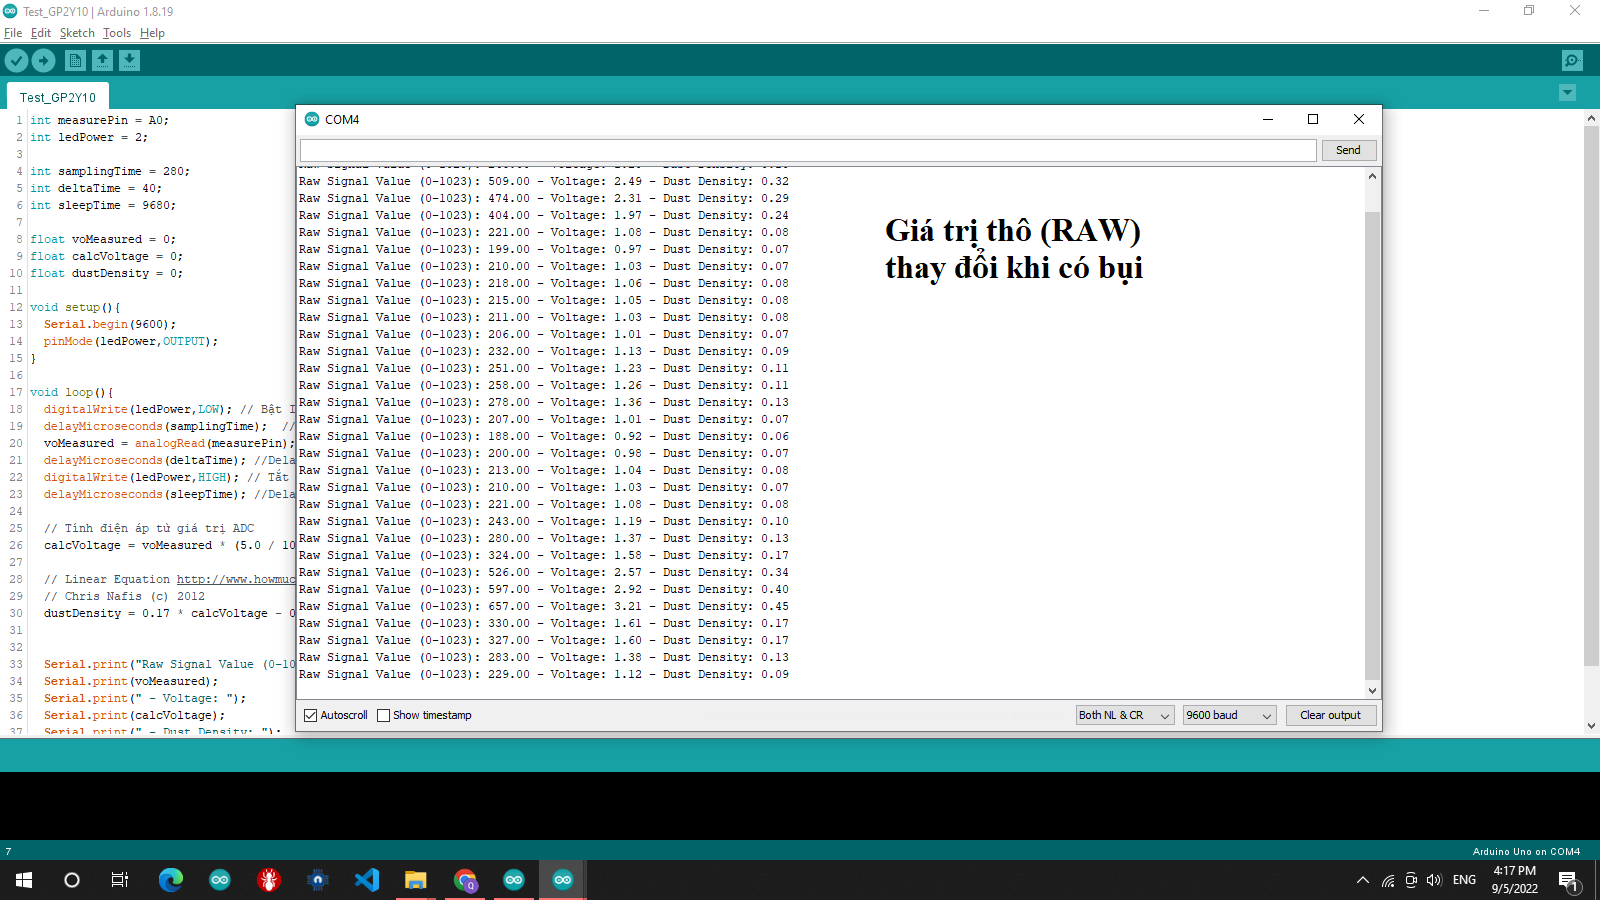 Test_GP2Y10 | Arduino 1.8.19
File Edit Sketch Tools Help
Test_GP2Y10
1 int measurePin = A0;
2 int ledPower = 2;
3
4 int samplingTime = 280;
5 int deltaTime = 40;
6 int sleepTime = 9680;
7
8 float voMeasured = 0;
9 float calcVoltage = 0;
10 float dustDensity = 0;
11
12 void setup(){
13 Serial.begin(9600);
14 pinMode(ledPower,OUTPUT);
15 }
16
17 void loop(){
18 digitalWrite(ledPower,LOW); // Bật
19 delayMicroseconds(samplingTime); //
20 voMeasured = analogRead(measurePin);
21 delayMicroseconds(deltaTime); //Dela
22 digitalWrite(ledPower,HIGH); // Tắt
23 delayMicroseconds(sleepTime); //Dela
24
25 // Tính điện áp từ giá trị ADC
26 calcVoltage = voMeasured * (5.0 / 10
27
28 // Linear Equation http://www.howmuc
29 // Chris Nafis (c) 2012
30 dustDensity = 0.17 * calcVoltage - 0
31
32
33 Serial.print("Raw Signal Value (0-10
34 Serial.print(voMeasured);
35 Serial.print(" - Voltage: ");
36 Serial.print(calcVoltage);
37 Serial.print(" - Dust Density: ");
COM4
Send
Raw Signal Value (0-1023): 509.00 - Voltage: 2.49 - Dust Density: 0.32
Raw Signal Value (0-1023): 474.00 - Voltage: 2.31 - Dust Density: 0.29
Raw Signal Value (0-1023): 404.00 - Voltage: 1.97 - Dust Density: 0.24
Raw Signal Value (0-1023): 221.00 - Voltage: 1.08 - Dust Density: 0.08
Raw Signal Value (0-1023): 199.00 - Voltage: 0.97 - Dust Density: 0.07
Raw Signal Value (0-1023): 210.00 - Voltage: 1.03 - Dust Density: 0.07
Raw Signal Value (0-1023): 218.00 - Voltage: 1.06 - Dust Density: 0.08
Raw Signal Value (0-1023): 215.00 - Voltage: 1.05 - Dust Density: 0.08
Raw Signal Value (0-1023): 211.00 - Voltage: 1.03 - Dust Density: 0.08
Raw Signal Value (0-1023): 206.00 - Voltage: 1.01 - Dust Density: 0.07
Raw Signal Value (0-1023): 232.00 - Voltage: 1.13 - Dust Density: 0.09
Raw Signal Value (0-1023): 251.00 - Voltage: 1.23 - Dust Density: 0.11
Raw Signal Value (0-1023): 258.00 - Voltage: 1.26 - Dust Density: 0.11
Raw Signal Value (0-1023): 278.00 - Voltage: 1.36 - Dust Density: 0.13
Raw Signal Value (0-1023): 207.00 - Voltage: 1.01 - Dust Density: 0.07
Raw Signal Value (0-1023): 188.00 - Voltage: 0.92 - Dust Density: 0.06
Raw Signal Value (0-1023): 200.00 - Voltage: 0.98 - Dust Density: 0.07
Raw Signal Value (0-1023): 213.00 - Voltage: 1.04 - Dust Density: 0.08
Raw Signal Value (0-1023): 210.00 - Voltage: 1.03 - Dust Density: 0.07
Raw Signal Value (0-1023): 221.00 - Voltage: 1.08 - Dust Density: 0.08
Raw Signal Value (0-1023): 243.00 - Voltage: 1.19 - Dust Density: 0.10
Raw Signal Value (0-1023): 280.00 - Voltage: 1.37 - Dust Density: 0.13
Raw Signal Value (0-1023): 324.00 - Voltage: 1.58 - Dust Density: 0.17
Raw Signal Value (0-1023): 526.00 - Voltage: 2.57 - Dust Density: 0.34
Raw Signal Value (0-1023): 597.00 - Voltage: 2.92 - Dust Density: 0.40
Raw Signal Value (0-1023): 657.00 - Voltage: 3.21 - Dust Density: 0.45
Raw Signal Value (0-1023): 330.00 - Voltage: 1.61 - Dust Density: 0.17
Raw Signal Value (0-1023): 327.00 - Voltage: 1.60 - Dust Density: 0.17
Raw Signal Value (0-1023): 283.00 - Voltage: 1.38 - Dust Density: 0.13
Raw Signal Value (0-1023): 229.00 - Voltage: 1.12 - Dust Density: 0.09
Giá trị thô (RAW)
thay đổi khi có bụi
Autoscroll Show timestamp Both NL & CR 9600 baud Clear output
7 Arduino Uno on COM4
ENG
4:17 PM
9/5/2022
1